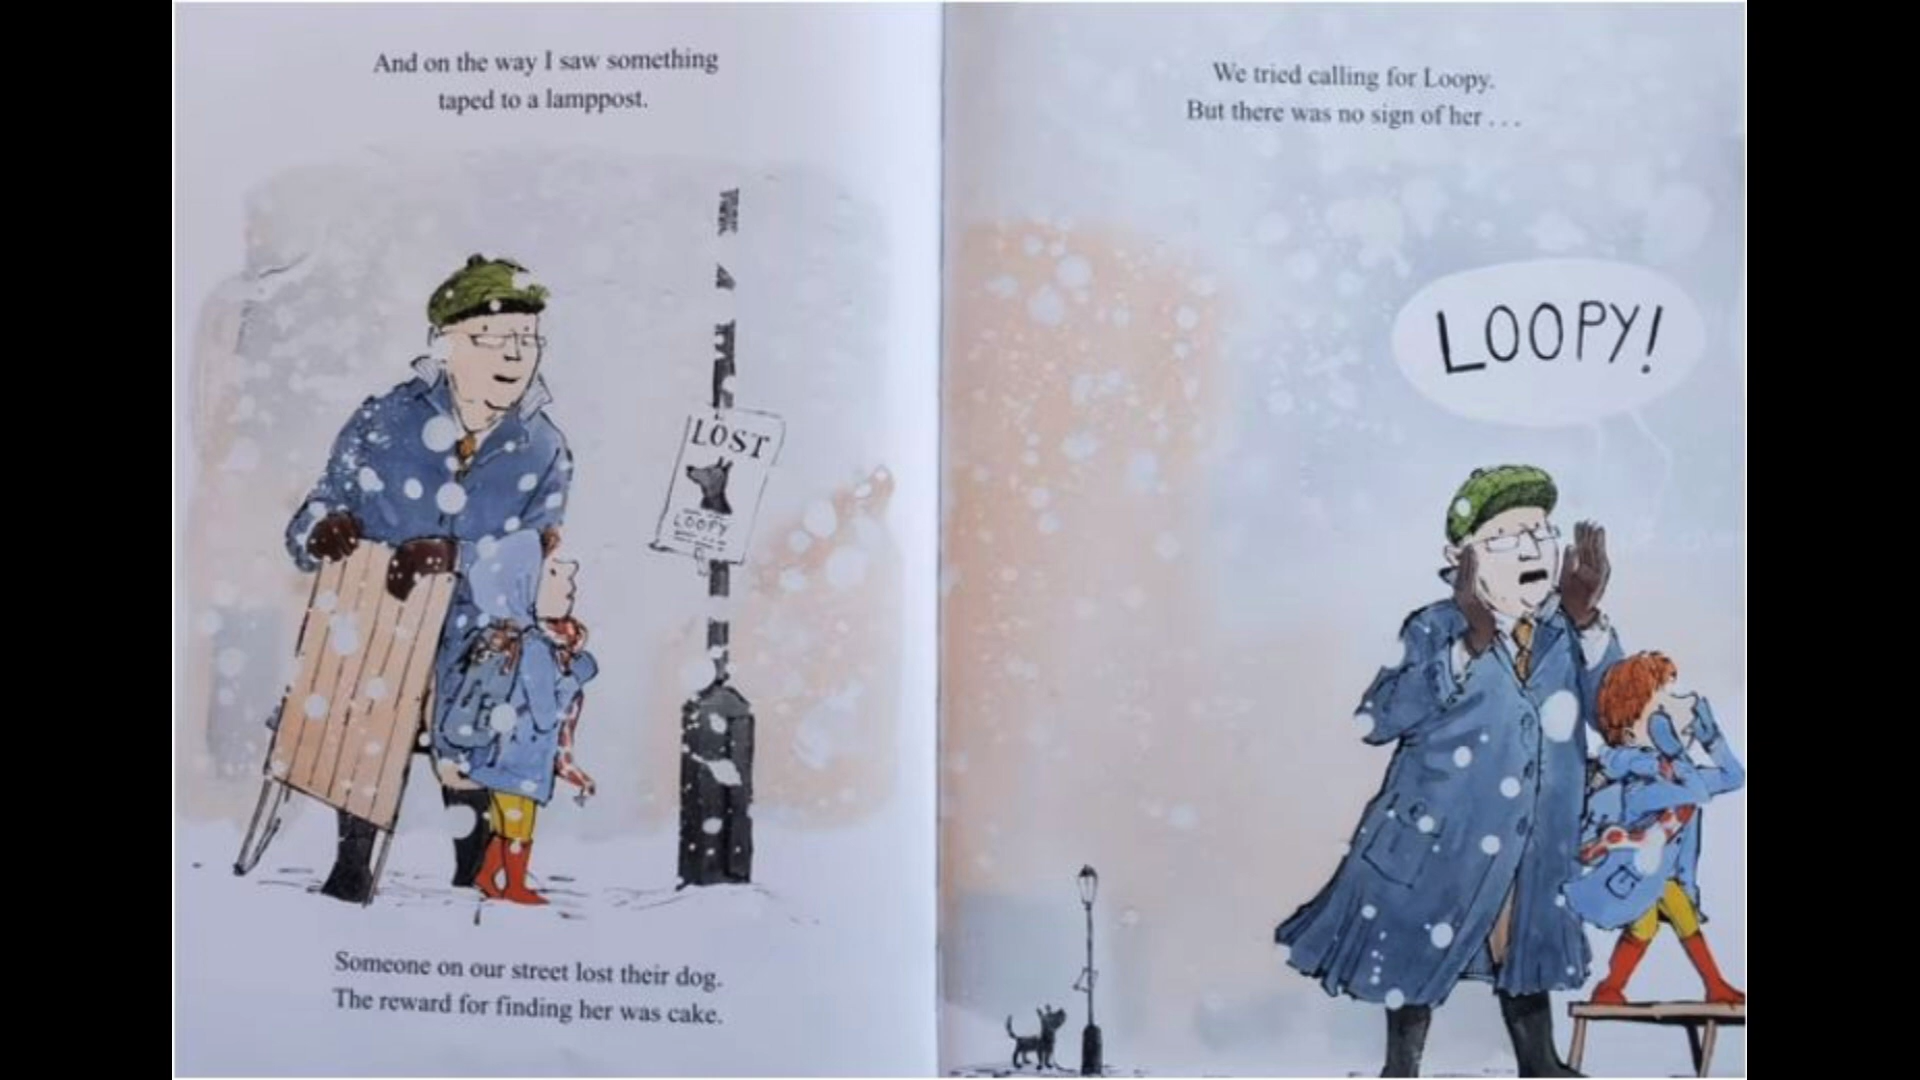 And on the way I saw something
taped to a lamppost.
LOST
LOOPY
Someone on our street lost their dog.
The reward for finding her was cake.
We tried calling for Loopy.
But there was no sign of her . . .
LOOPY!